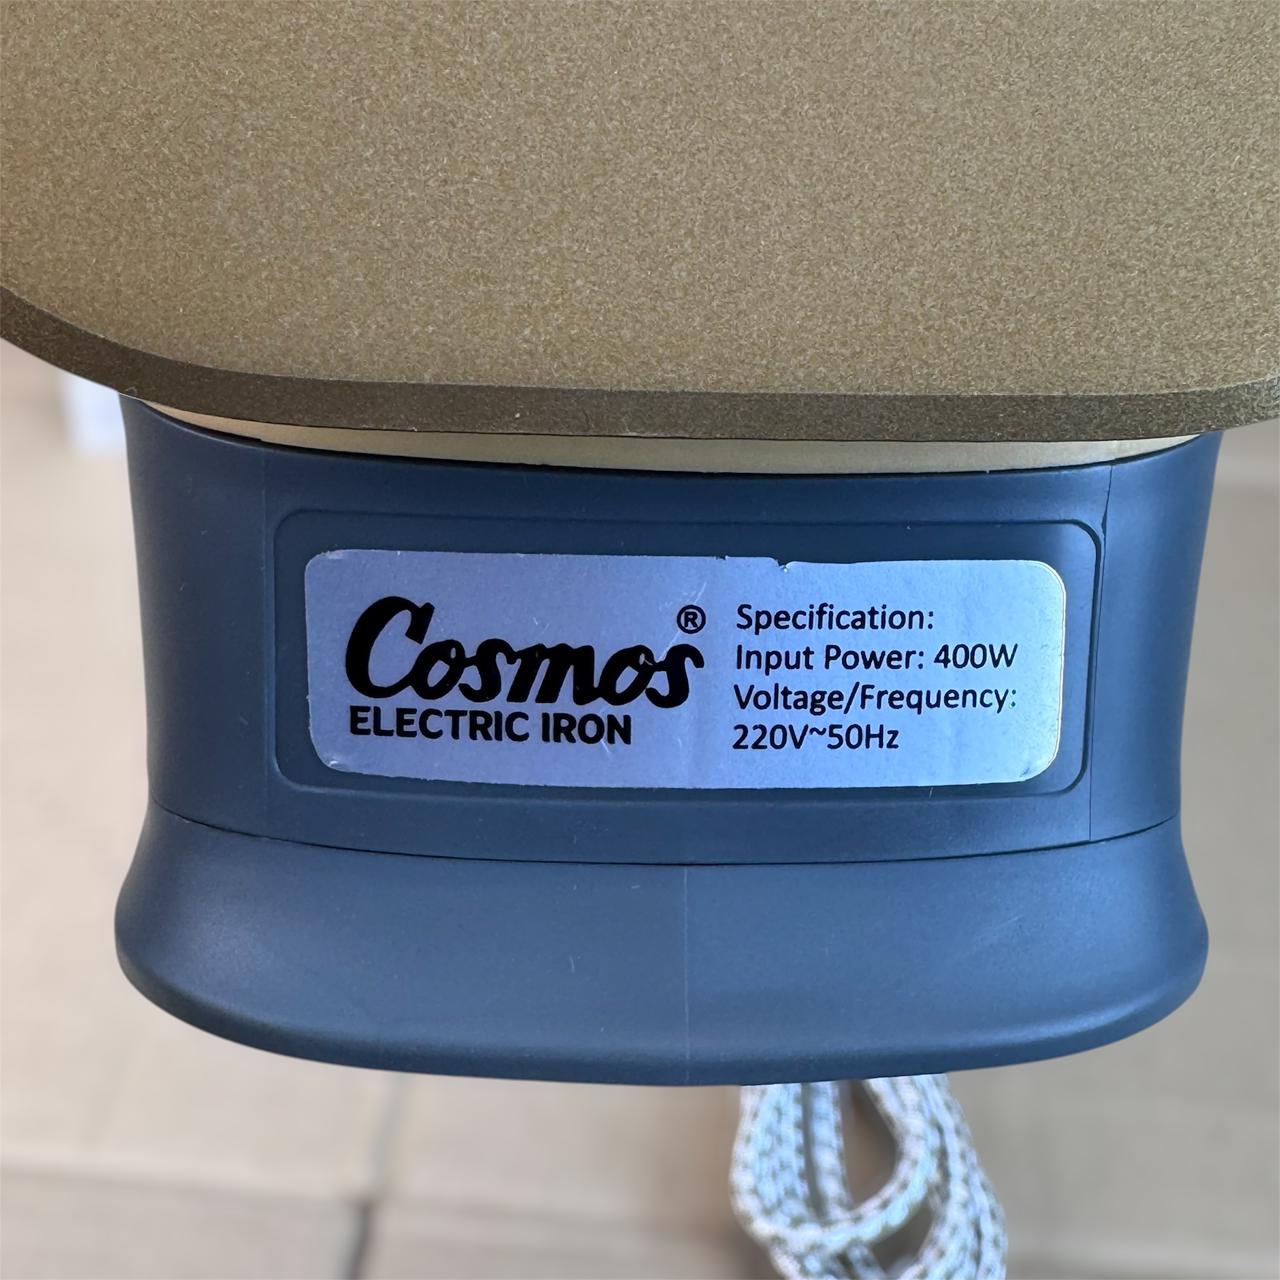 Cosmos®
ELECTRIC IRON
Specification:
Input Power: 400W
Voltage/Frequency:
220V~50Hz